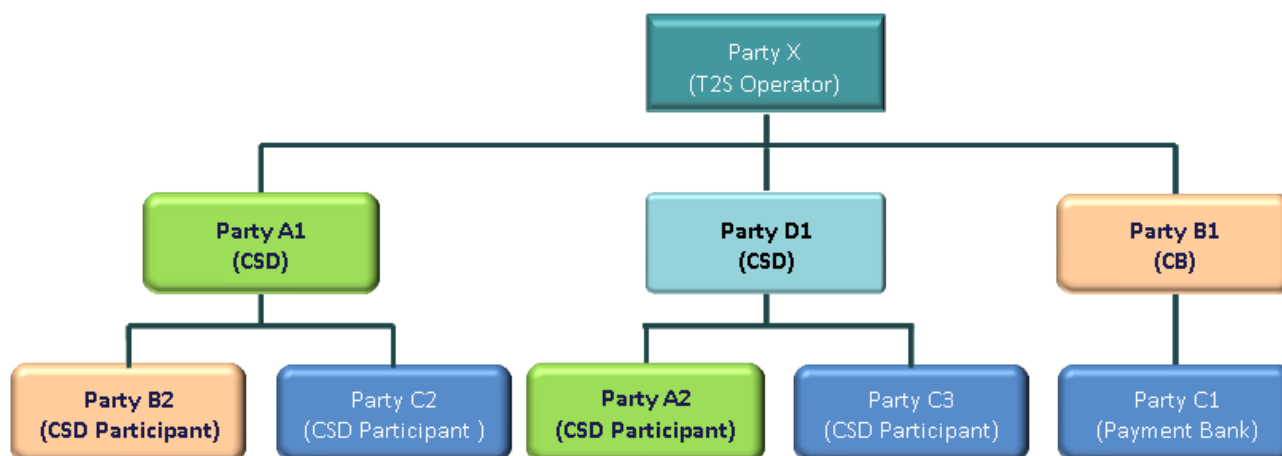 Party X
(T2S Operator)
Party A1
(CSD)
Party D1
(CSD)
Party B1
(CB)
Party B2
(CSD Participant)
Party C2
(CSD Participant )
Party A2
(CSD Participant)
Party C3
(CSD Participant)
Party C1
(Payment Bank)